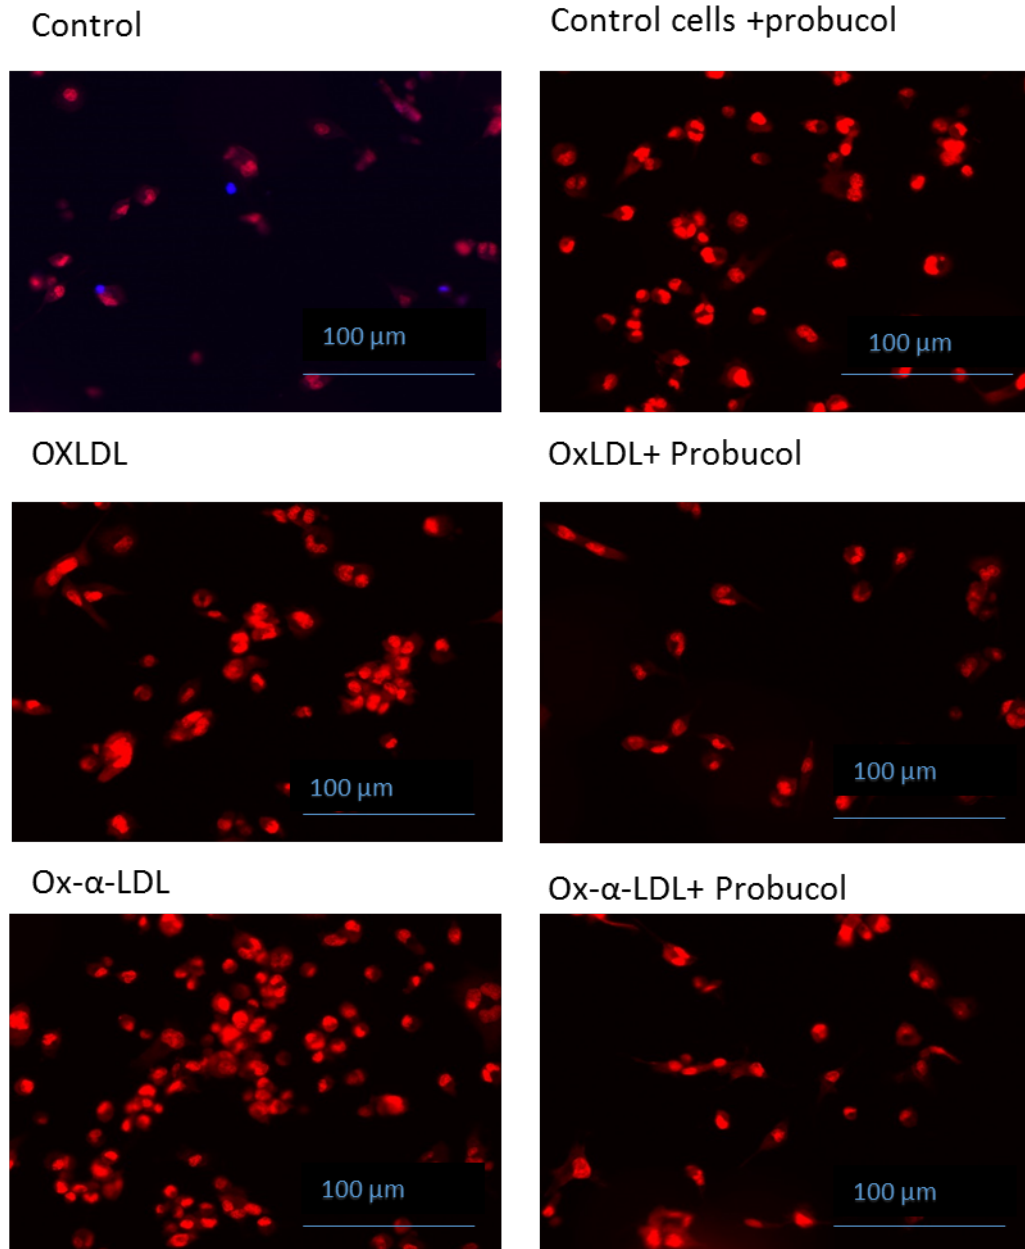 Control
Control cells +probucol
100 µm
100 µm
OXLDL
OxLDL+ Probucol
100 µm
100 µm
Ox-α-LDL
Ox-α-LDL+ Probucol
100 µm
100 µm